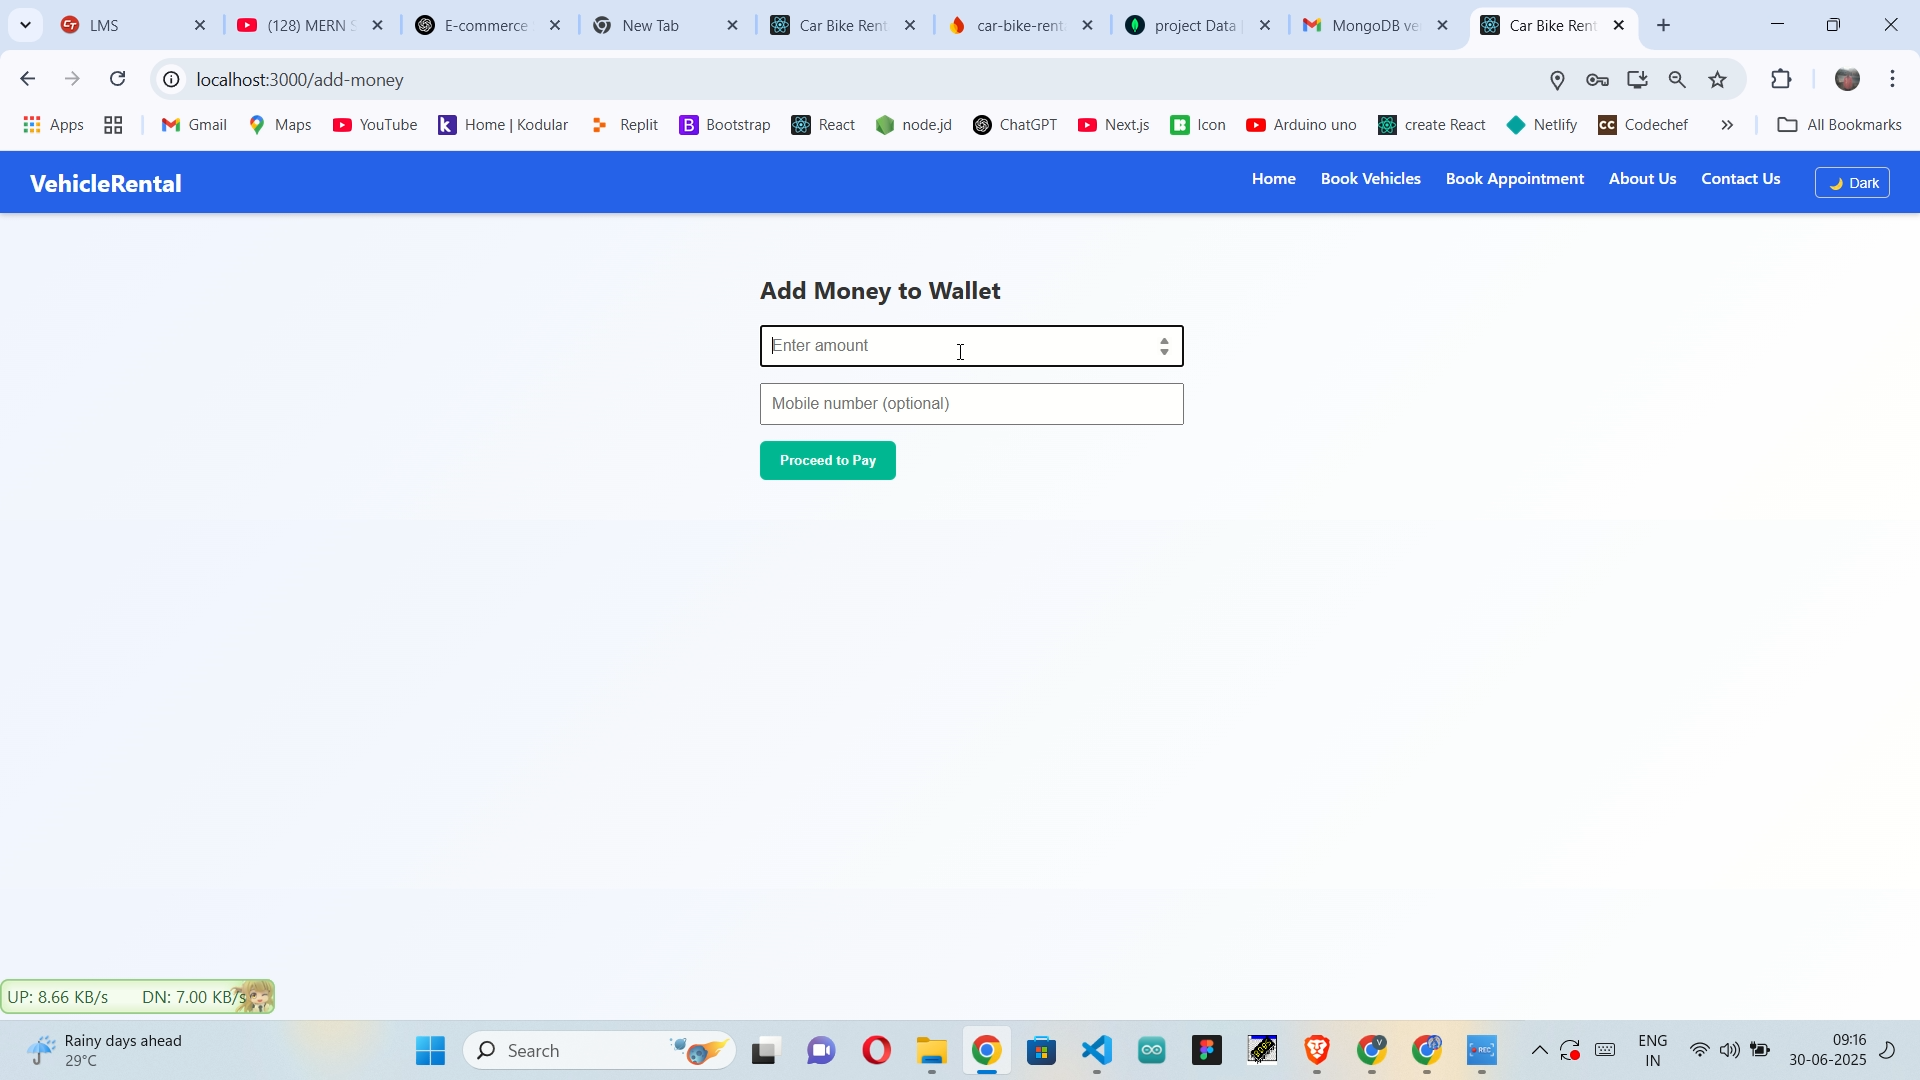 LMS
(128) MERN S
E-commerce
New Tab
Car Bike Rent
car-bike-renta
project Data |
MongoDB ve
Car Bike Rent
localhost:3000/add-money
Apps
Gmail
Maps
YouTube
Home | Kodular
Replit
Bootstrap
React
node.jd
ChatGPT
Next.js
Icon
Arduino uno
create React
Netlify
Codechef
All Bookmarks
VehicleRental
Home
Book Vehicles
Book Appointment
About Us
Contact Us
Dark
Add Money to Wallet
Enter amount
Mobile number (optional)
Proceed to Pay
UP: 8.66 KB/s DN: 7.00 KB/s
Rainy days ahead
29°C
Search
V
REC
ENG
IN
09:16
30-06-2025